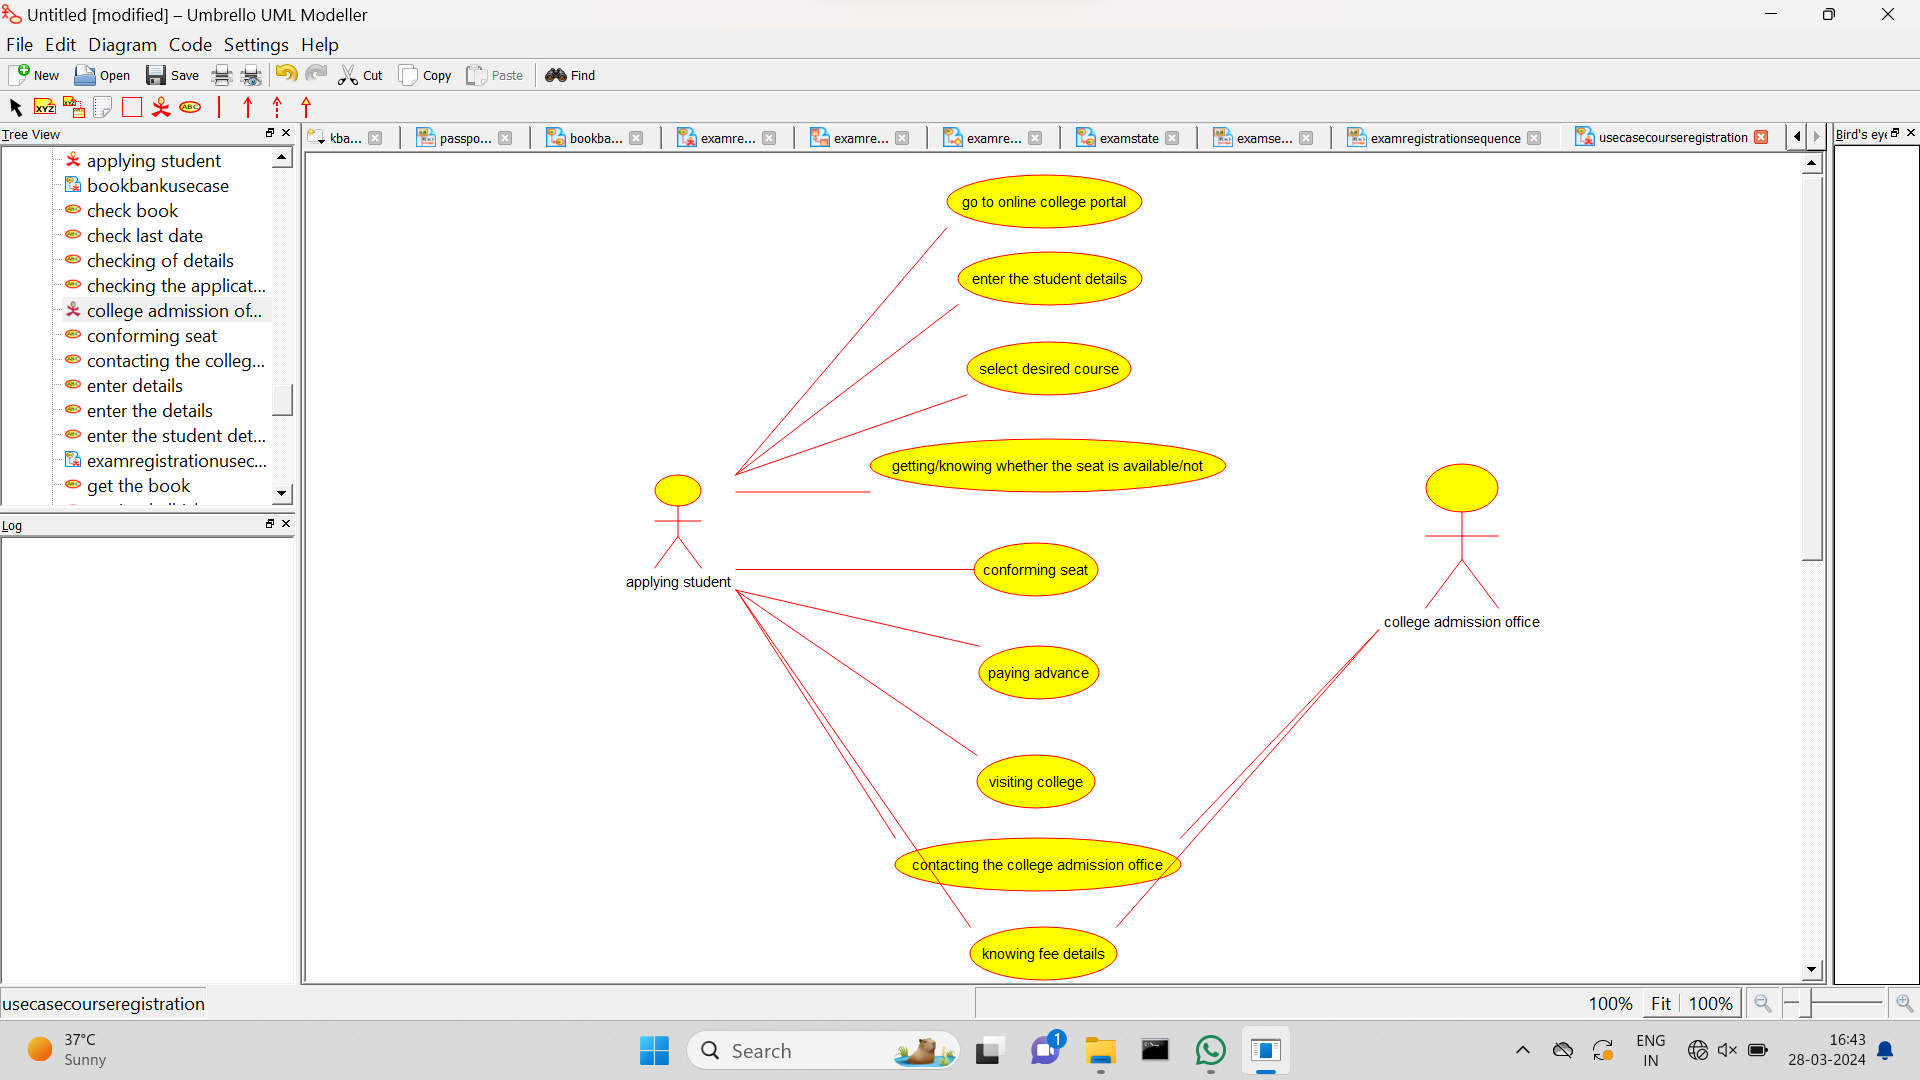 Untitled [modified] – Umbrello UML Modeller
File Edit Diagram Code Settings Help
New Open Save Cut Copy Paste Find
XYZ XYZ ABC
Tree View
kba... passpo... bookba... examre... examre... examre... examstate examse... examregistrationsequence usecasecourseregistration
Bird's eye
applying student
bookbankusecase
check book
check last date
checking of details
checking the applicat...
college admission of...
conforming seat
contacting the colleg...
enter details
enter the details
enter the student det...
examregistrationusec...
get the book
Log
go to online college portal
enter the student details
select desired course
getting/knowing whether the seat is available/not
conforming seat
applying student
college admission office
paying advance
visiting college
contacting the college admission office
knowing fee details
usecasecourseregistration
100% Fit 100%
37°C
Sunny
Search
1
ENG
IN
16:43
28-03-2024